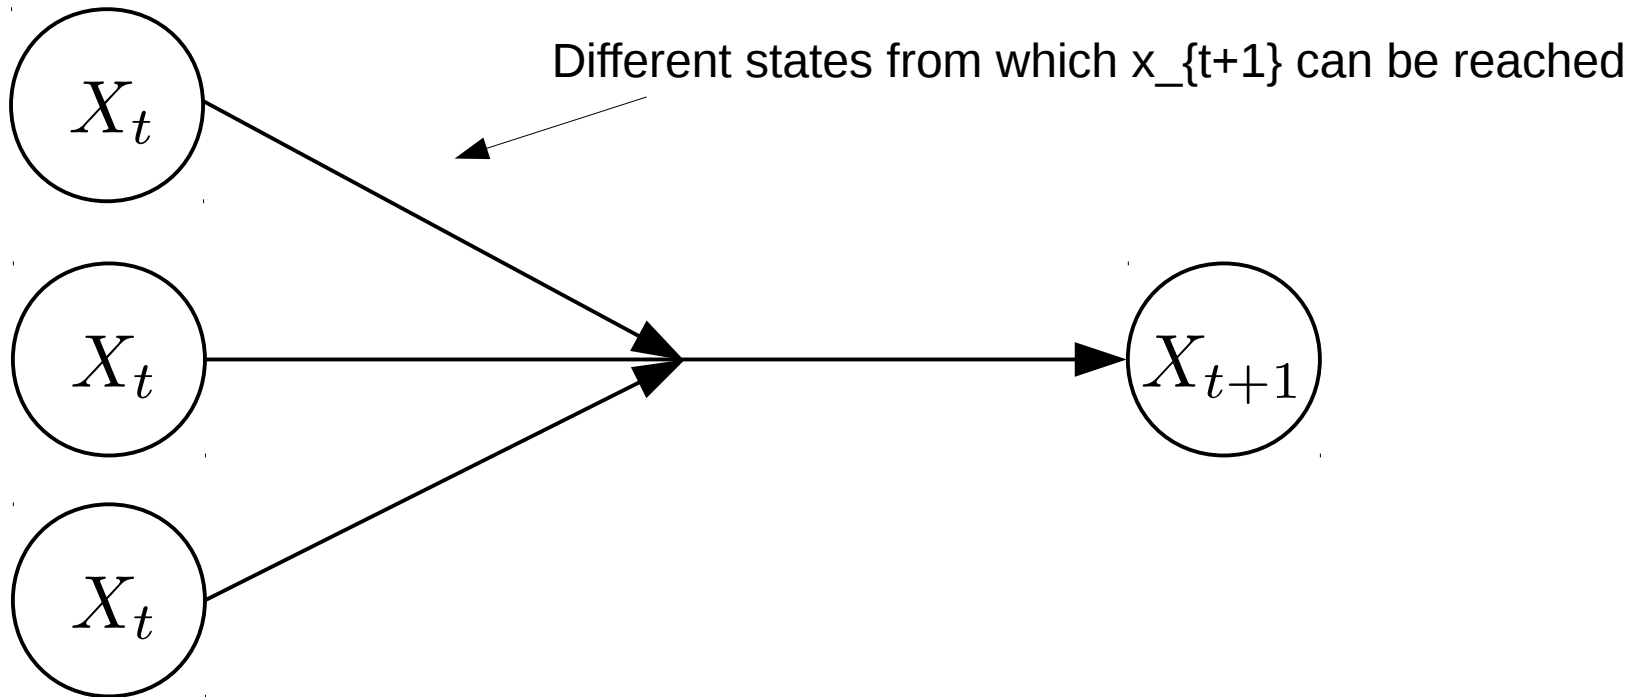 X_t
Different states from which x_{t+1} can be reached
X_t
X_{t+1}
X_t